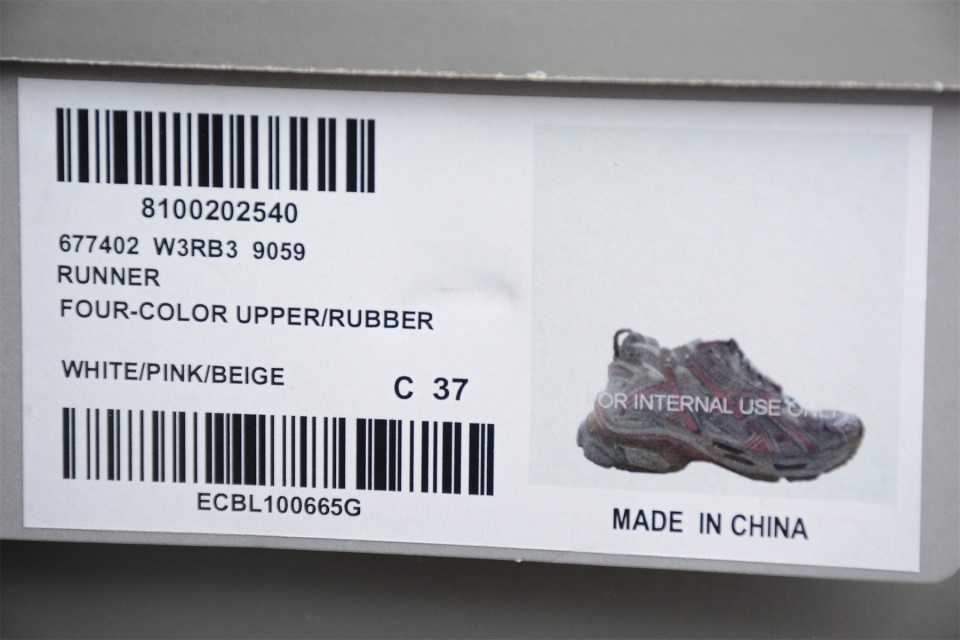 8100202540
677402 W3RB3 9059
RUNNER
FOUR-COLOR UPPER/RUBBER
WHITE/PINK/BEIGE
C 37
ECBL100665G
OR INTERNAL USE ONLY
MADE IN CHINA